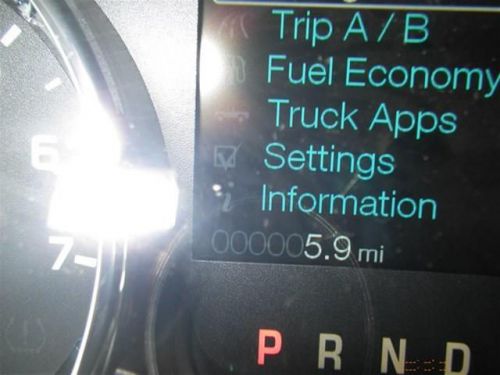 Trip A / B
Fuel Economy
Truck Apps
Settings
Information
000005.9 mi
6
7
P R N D